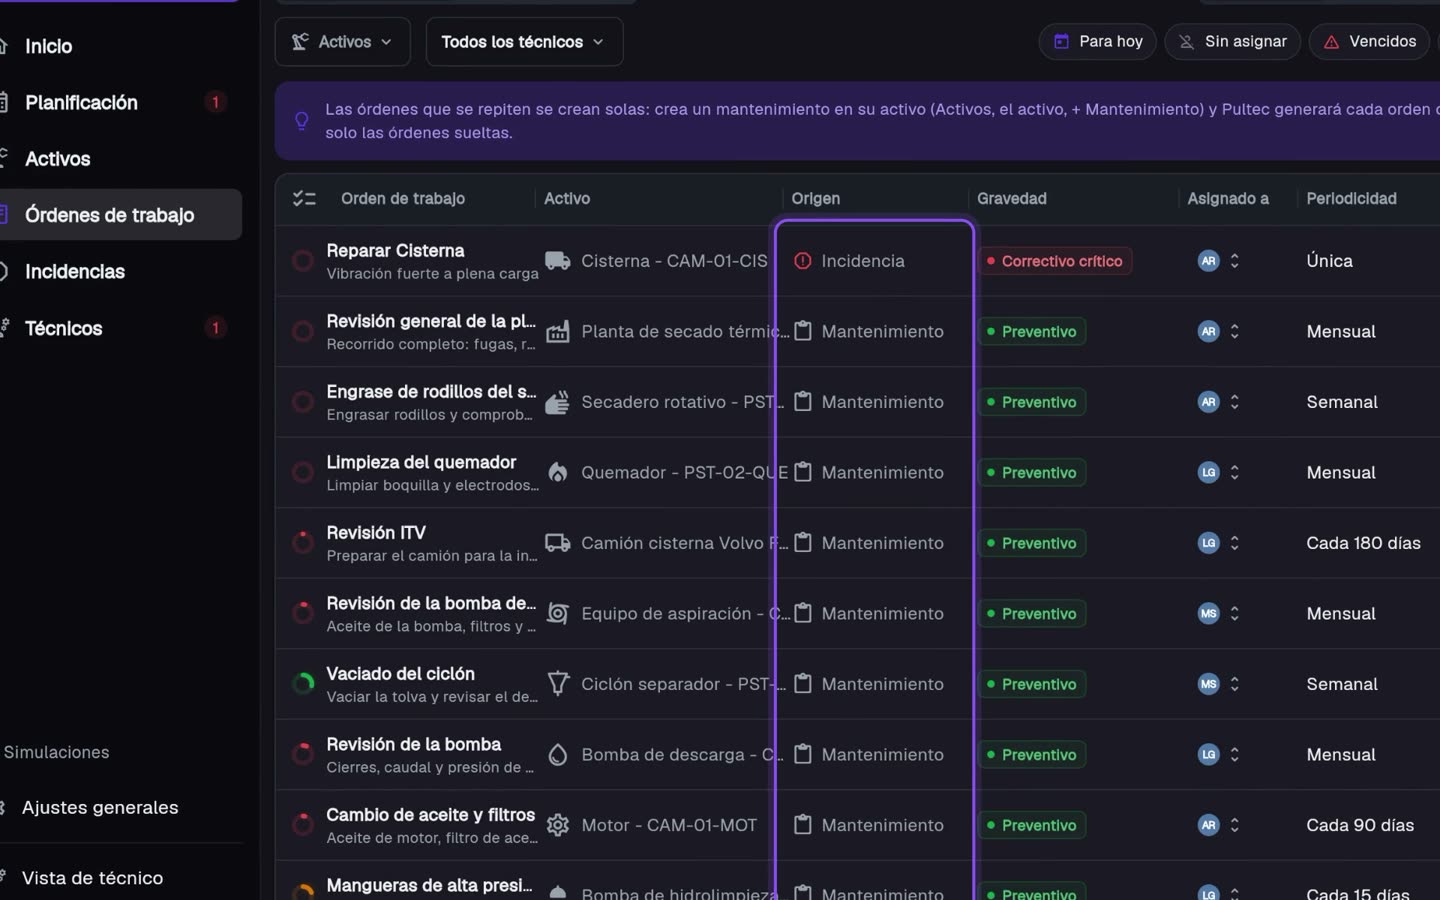 Inicio
Planificación 1
Activos
Órdenes de trabajo
Incidencias
Técnicos 1
Simulaciones
Ajustes generales
Vista de técnico
Activos Todos los técnicos Para hoy Sin asignar Vencidos
Las órdenes que se repiten se crean solas: crea un mantenimiento en su activo (Activos, el activo, + Mantenimiento) y Pultec generará cada orden
solo las órdenes sueltas.
Orden de trabajo Activo Origen Gravedad Asignado a Periodicidad
Reparar Cisterna
Vibración fuerte a plena carga
Cisterna - CAM-01-CIS Incidencia Correctivo crítico AR Única
Revisión general de la pl...
Recorrido completo: fugas, r...
Planta de secado térmic... Mantenimiento Preventivo AR Mensual
Engrase de rodillos del s...
Engrasar rodillos y comprob...
Secadero rotativo - PST... Mantenimiento Preventivo AR Semanal
Limpieza del quemador
Limpiar boquilla y electrodos...
Quemador - PST-02-QUE Mantenimiento Preventivo LG Mensual
Revisión ITV
Preparar el camión para la in...
Camión cisterna Volvo F... Mantenimiento Preventivo LG Cada 180 días
Revisión de la bomba de...
Aceite de la bomba, filtros y ...
Equipo de aspiración - C... Mantenimiento Preventivo MS Mensual
Vaciado del ciclón
Vaciar la tolva y revisar el de...
Ciclón separador - PST-... Mantenimiento Preventivo MS Semanal
Revisión de la bomba
Cierres, caudal y presión de ...
Bomba de descarga - C... Mantenimiento Preventivo LG Mensual
Cambio de aceite y filtros
Aceite de motor, filtro de ace...
Motor - CAM-01-MOT Mantenimiento Preventivo AR Cada 90 días
Mangueras de alta presi...
Bomba de hidrolimpieza Mantenimiento Preventivo LG Cada 15 días